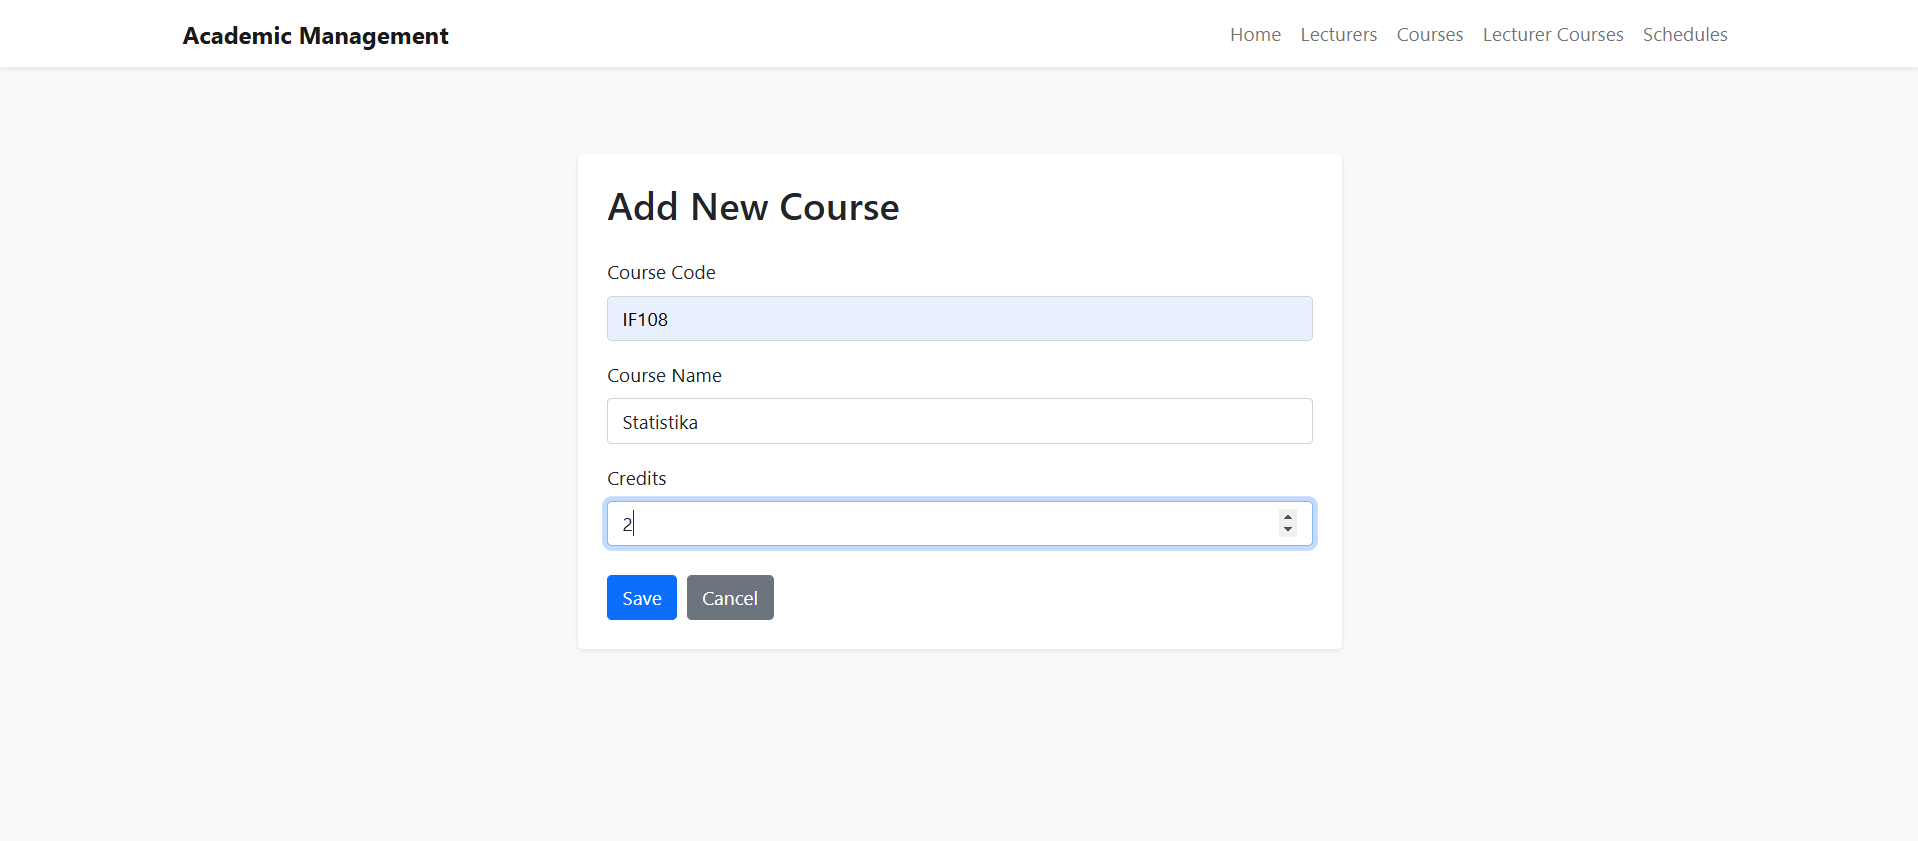 Academic Management
Home Lecturers Courses Lecturer Courses Schedules
Add New Course
Course Code
IF108
Course Name
Statistika
Credits
2
Save Cancel